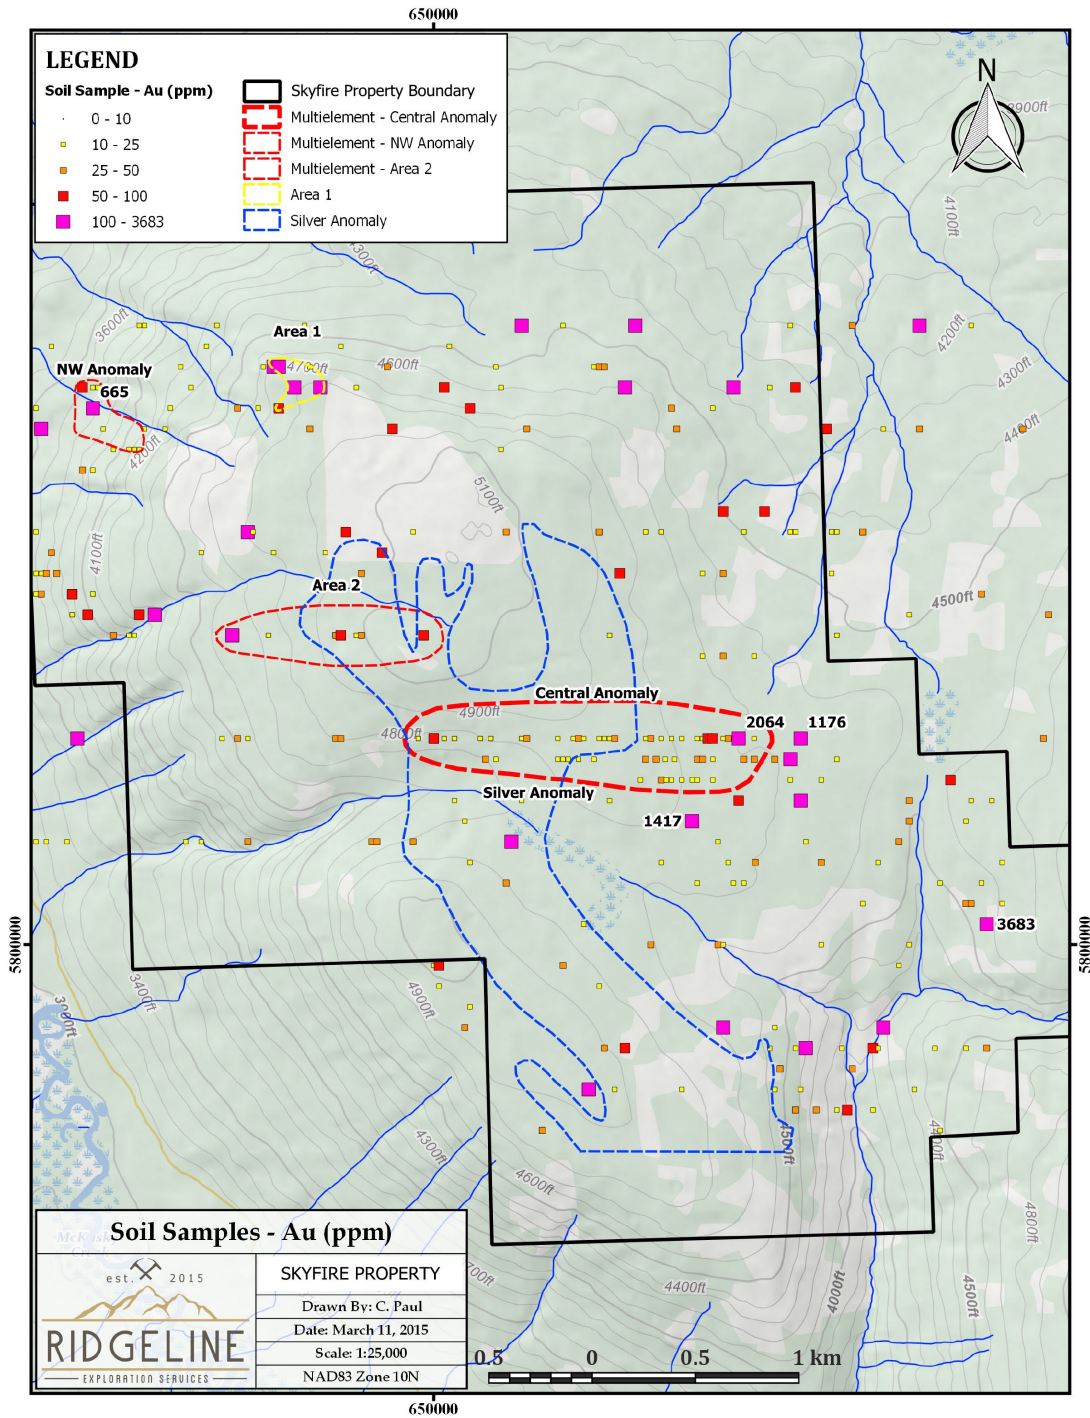 650000
LEGEND
Soil Sample - Au (ppm)
0 - 10
10 - 25
25 - 50
50 - 100
100 - 3683
Skyfire Property Boundary
Multielement - Central Anomaly
Multielement - NW Anomaly
Multielement - Area 2
Area 1
Silver Anomaly
N
3900ft
4100ft
4300ft
3600ft
4200ft
Area 1
4700ft
4600ft
4300ft
NW Anomaly
665
4200ft
5100ft
4100ft
Area 2
4500ft
Central Anomaly
4900ft
4800ft
2064
1176
Silver Anomaly
1417
3683
5800000
5800000
3400ft
4900ft
3000ft
4300ft
4500ft
4400ft
4600ft
4800ft
4400ft
4000ft
4500ft
Soil Samples - Au (ppm)
est. 2015
RIDGELINE
EXPLORATION SERVICES
SKYFIRE PROPERTY
Drawn By: C. Paul
Date: March 11, 2015
Scale: 1:25,000
NAD83 Zone 10N
0.5 0 0.5 1 km
650000